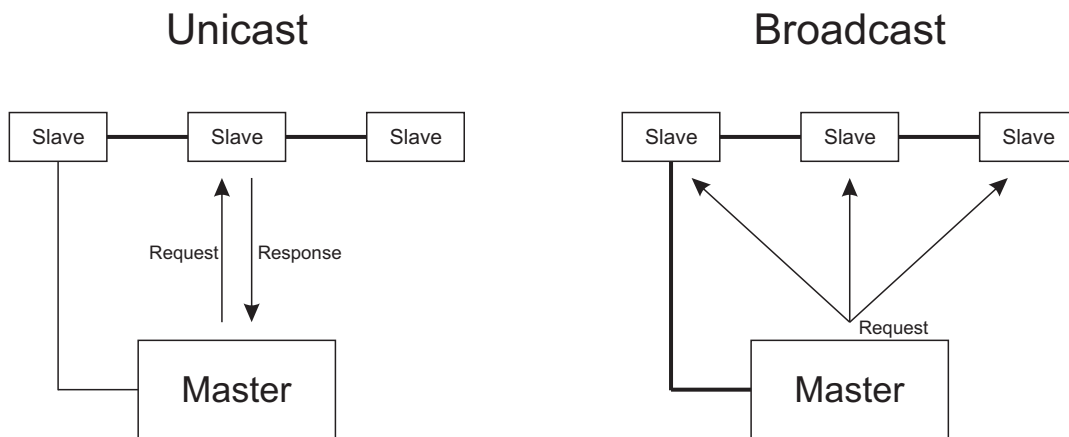 Unicast
Slave
Slave
Slave
Request
Response
Master
Broadcast
Slave
Slave
Slave
Request
Master